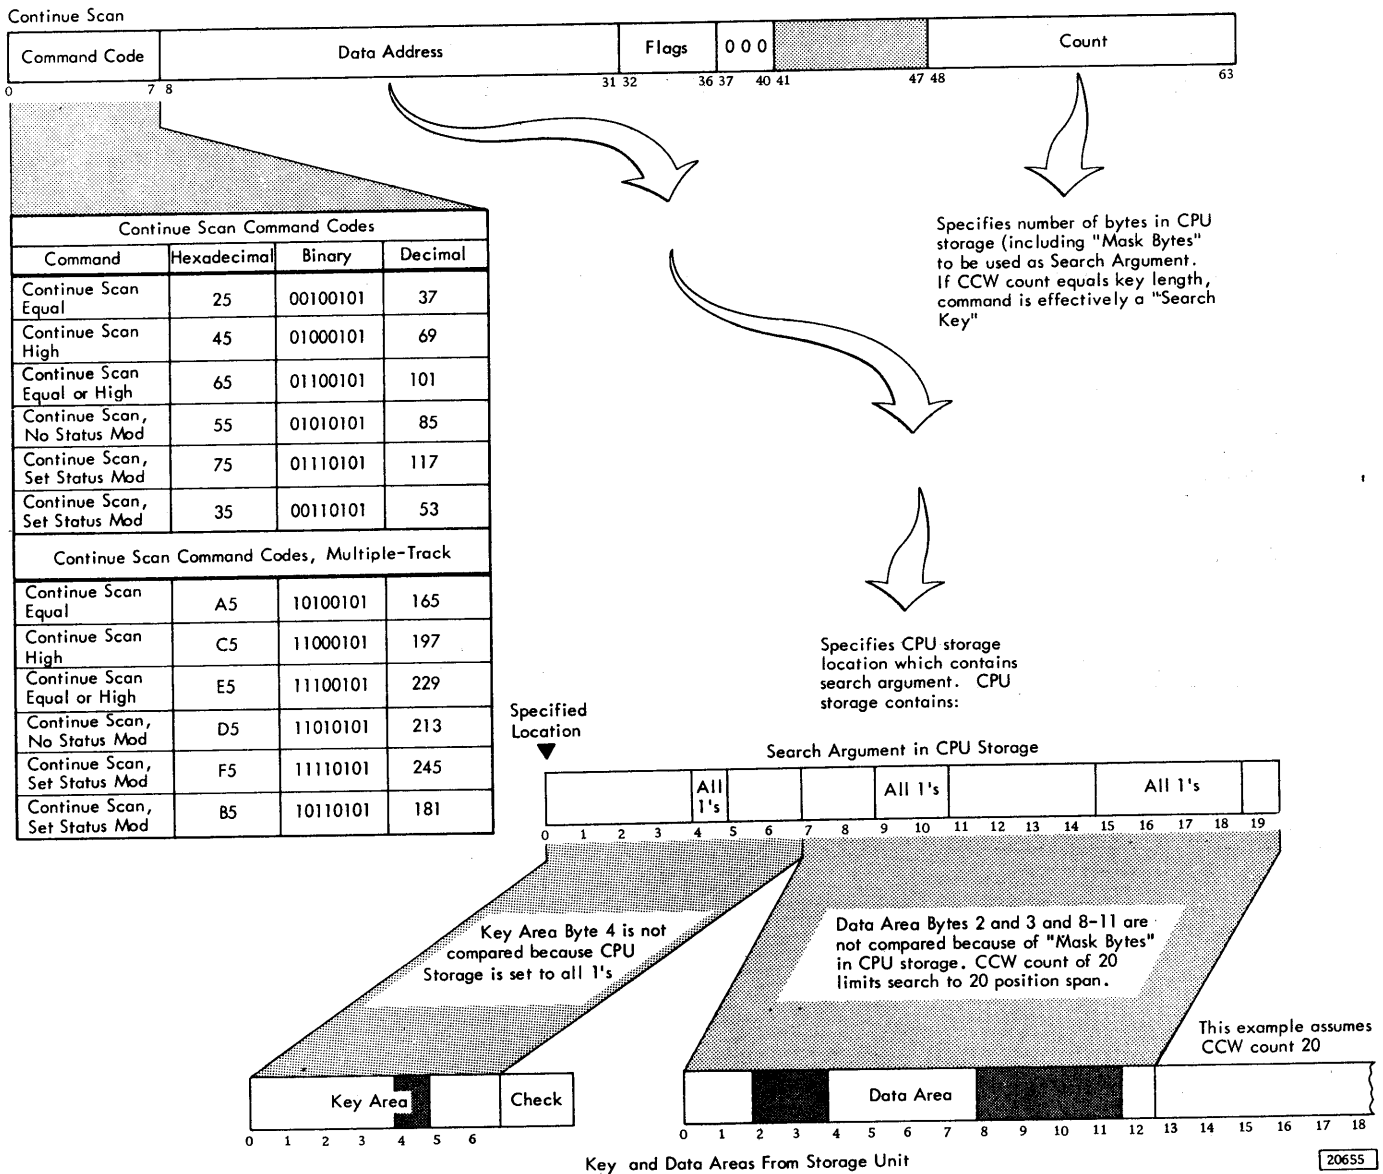 Continue Scan
Command Code Data Address Flags 0 0 0 Count
0 7 8 31 32 36 37 40 41 47 48 63
Specifies number of bytes in CPU
storage (including "Mask Bytes"
to be used as Search Argument.
If CCW count equals key length,
command is effectively a "Search
Key"
Continue Scan Command Codes
Command Hexadecimal Binary Decimal
Continue Scan
Equal 25 00100101 37
Continue Scan
High 45 01000101 69
Continue Scan
Equal or High 65 01100101 101
Continue Scan,
No Status Mod 55 01010101 85
Continue Scan,
Set Status Mod 75 01110101 117
Continue Scan,
Set Status Mod 35 00110101 53
Continue Scan Command Codes, Multiple-Track
Continue Scan
Equal A5 10100101 165
Continue Scan
High C5 11000101 197
Continue Scan
Equal or High E5 11100101 229
Continue Scan,
No Status Mod D5 11010101 213
Continue Scan,
Set Status Mod F5 11110101 245
Continue Scan,
Set Status Mod B5 10110101 181
Specifies CPU storage
location which contains
search argument. CPU
storage contains:
Specified
Location
Search Argument in CPU Storage
All
1's
All 1's
All 1's
0 1 2 3 4 5 6 7 8 9 10 11 12 13 14 15 16 17 18 19
Key Area Byte 4 is not
compared because CPU
Storage is set to all 1's
Data Area Bytes 2 and 3 and 8-11 are
not compared because of "Mask Bytes"
in CPU storage. CCW count of 20
limits search to 20 position span.
This example assumes
CCW count 20
Key Area Check
0 1 2 3 4 5 6
Data Area
0 1 2 3 4 5 6 7 8 9 10 11 12 13 14 15 16 17 18
Key and Data Areas From Storage Unit
20655